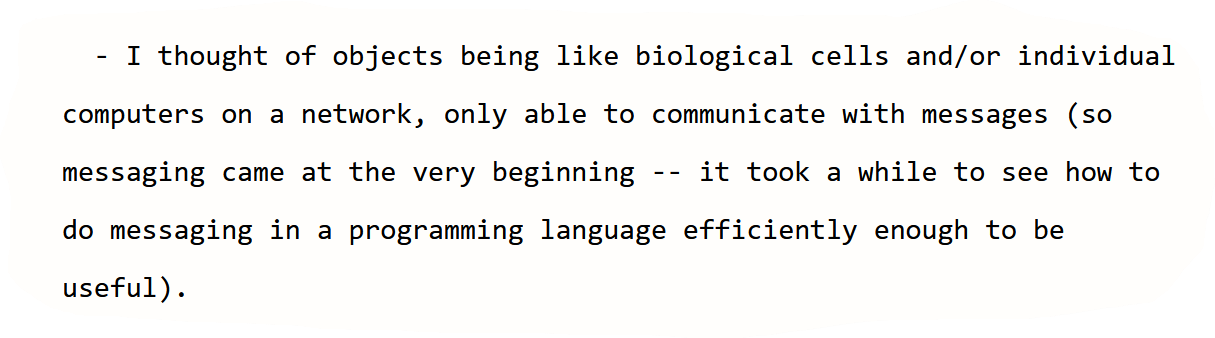 - I thought of objects being like biological cells and/or individual
computers on a network, only able to communicate with messages (so
messaging came at the very beginning -- it took a while to see how to
do messaging in a programming language efficiently enough to be
useful).